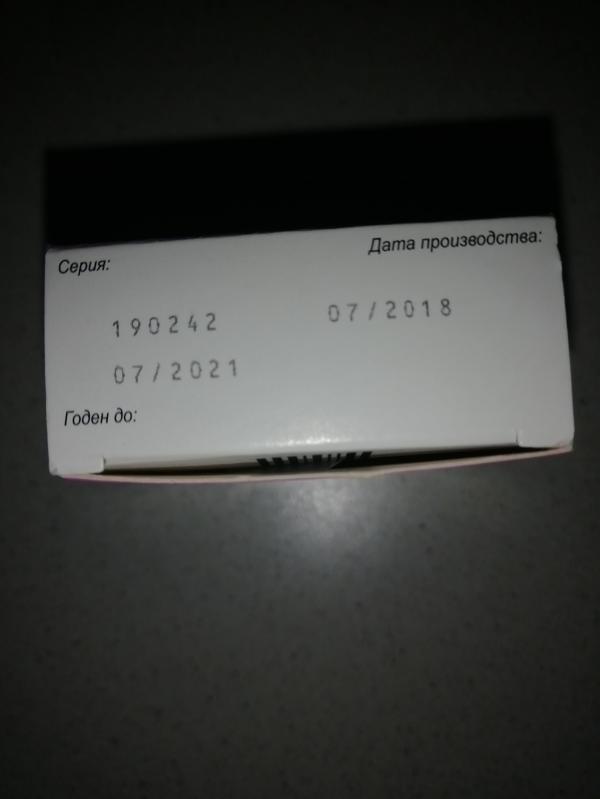 Серия:
Дата производства:
190242
07/2018
07/2021
Годен до: